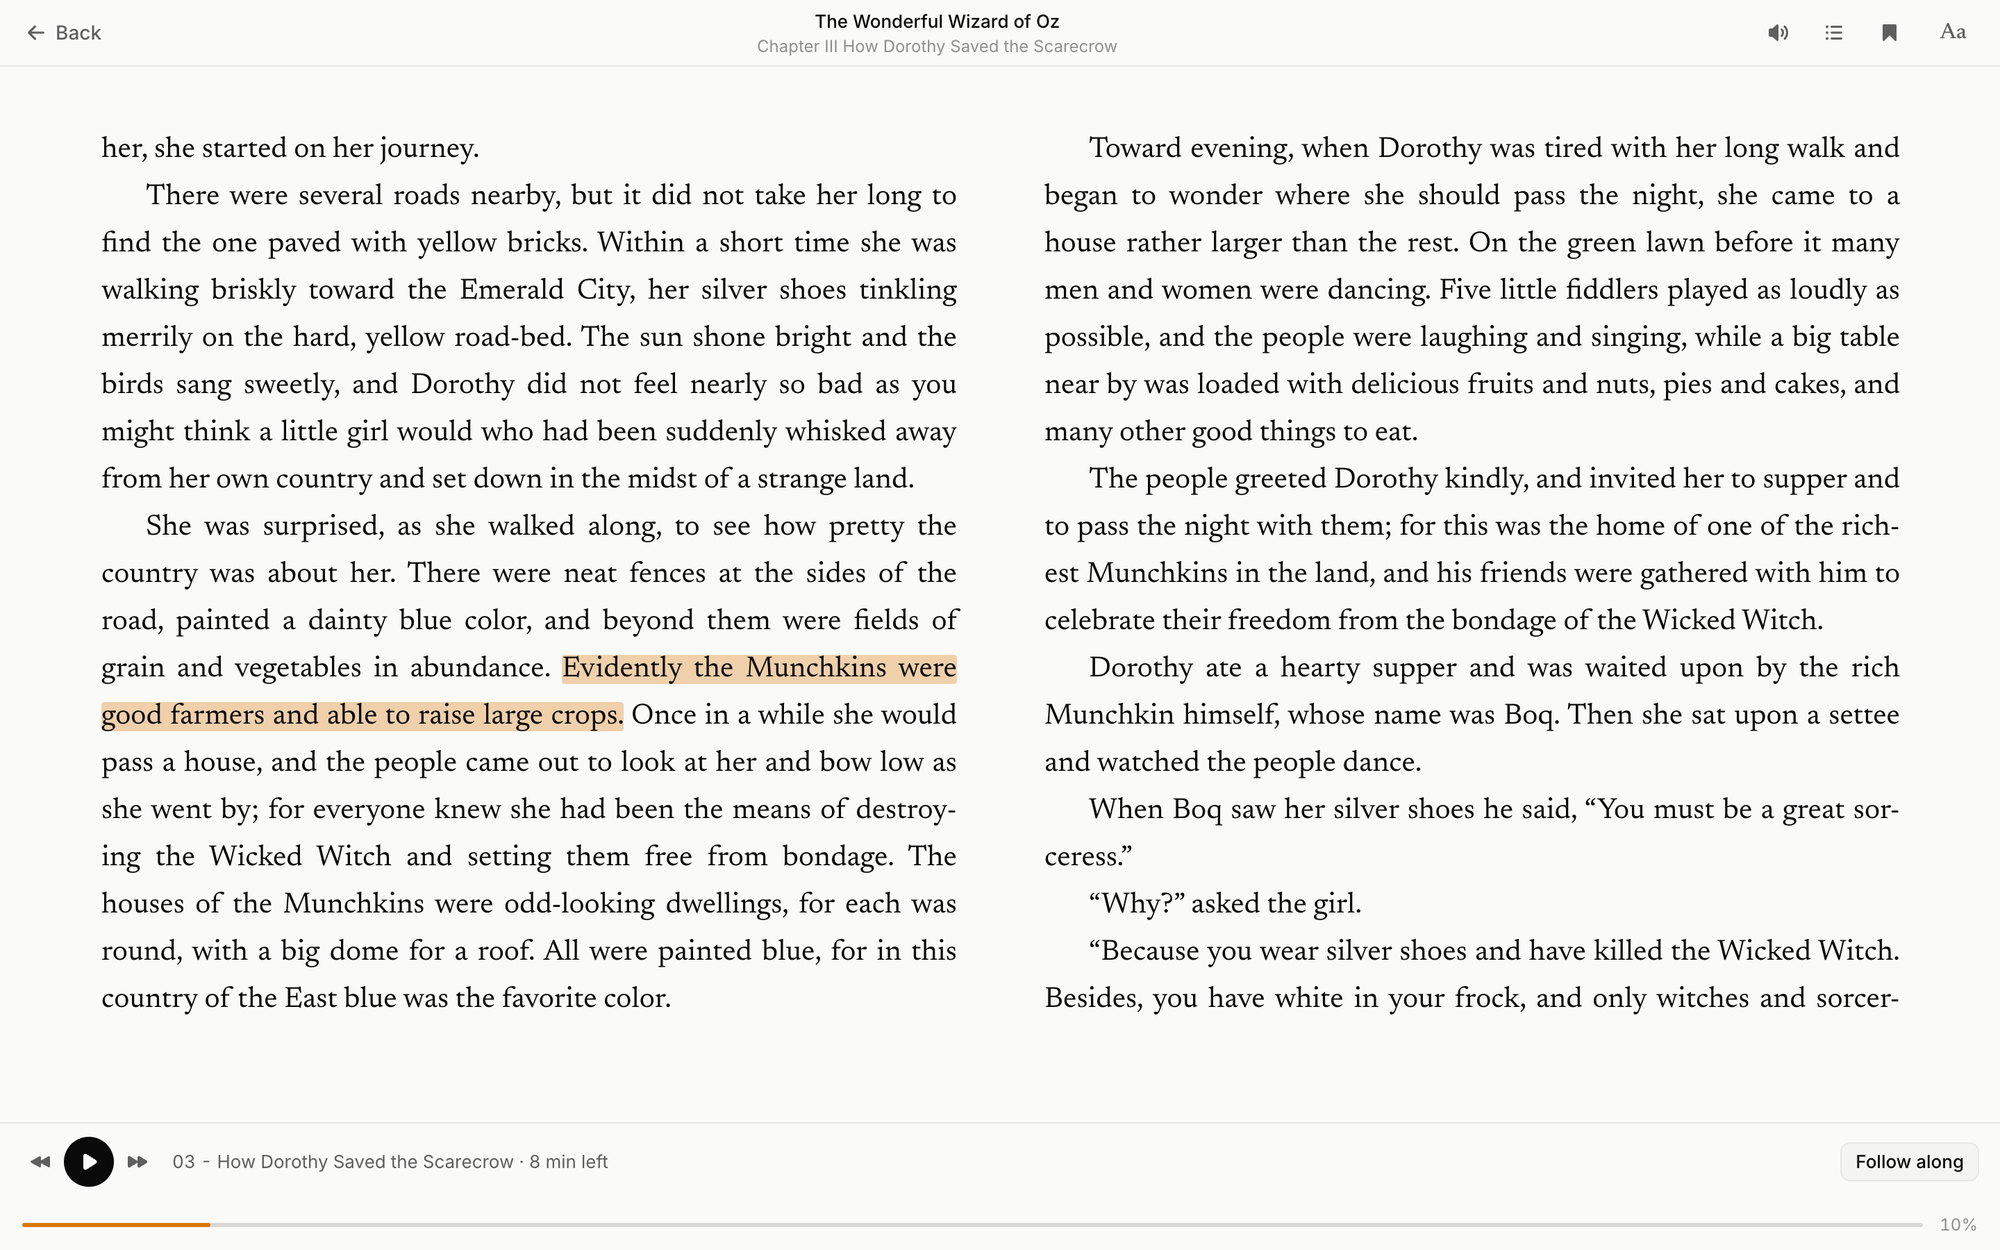 Back
The Wonderful Wizard of Oz
Chapter III How Dorothy Saved the Scarecrow
Aa
her, she started on her journey.
There were several roads nearby, but it did not take her long to
find the one paved with yellow bricks. Within a short time she was
walking briskly toward the Emerald City, her silver shoes tinkling
merrily on the hard, yellow road-bed. The sun shone bright and the
birds sang sweetly, and Dorothy did not feel nearly so bad as you
might think a little girl would who had been suddenly whisked away
from her own country and set down in the midst of a strange land.
She was surprised, as she walked along, to see how pretty the
country was about her. There were neat fences at the sides of the
road, painted a dainty blue color, and beyond them were fields of
grain and vegetables in abundance. Evidently the Munchkins were
good farmers and able to raise large crops. Once in a while she would
pass a house, and the people came out to look at her and bow low as
she went by; for everyone knew she had been the means of destroy-
ing the Wicked Witch and setting them free from bondage. The
houses of the Munchkins were odd-looking dwellings, for each was
round, with a big dome for a roof. All were painted blue, for in this
country of the East blue was the favorite color.
Toward evening, when Dorothy was tired with her long walk and
began to wonder where she should pass the night, she came to a
house rather larger than the rest. On the green lawn before it many
men and women were dancing. Five little fiddlers played as loudly as
possible, and the people were laughing and singing, while a big table
near by was loaded with delicious fruits and nuts, pies and cakes, and
many other good things to eat.
The people greeted Dorothy kindly, and invited her to supper and
to pass the night with them; for this was the home of one of the rich-
est Munchkins in the land, and his friends were gathered with him to
celebrate their freedom from the bondage of the Wicked Witch.
Dorothy ate a hearty supper and was waited upon by the rich
Munchkin himself, whose name was Boq. Then she sat upon a settee
and watched the people dance.
When Boq saw her silver shoes he said, “You must be a great sor-
ceress.”
“Why?” asked the girl.
“Because you wear silver shoes and have killed the Wicked Witch.
Besides, you have white in your frock, and only witches and sorcer-
03 - How Dorothy Saved the Scarecrow · 8 min left
Follow along
10%